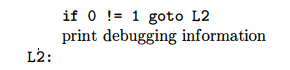 if 0 != 1 goto L2
print debugging information
L2: